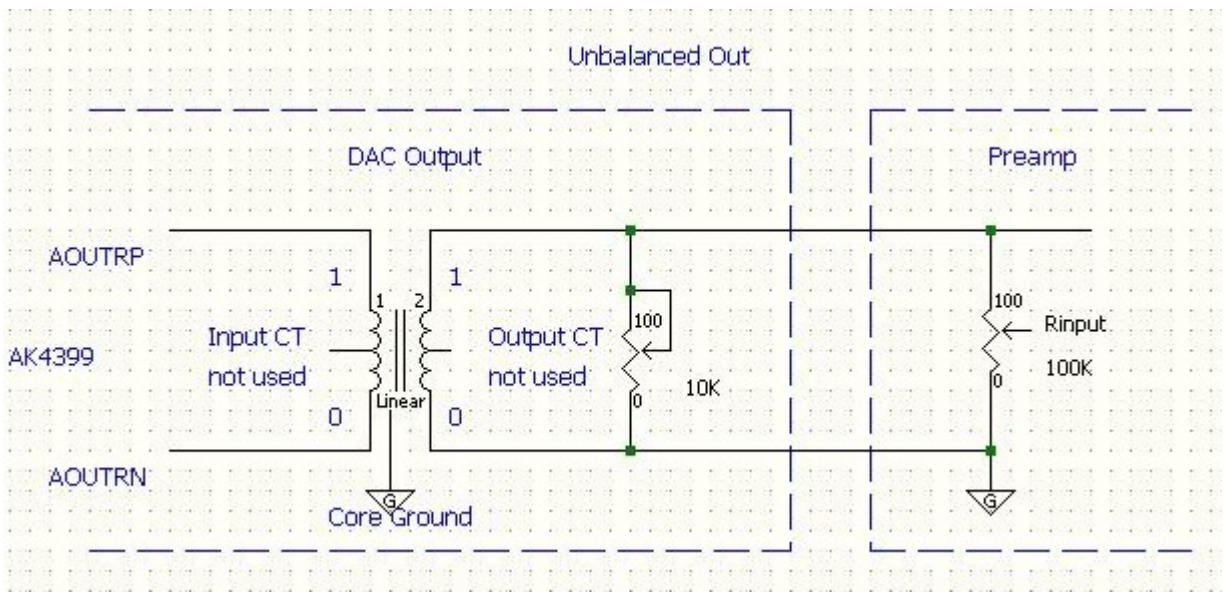 Unbalanced Out
DAC Output
Preamp
AOUTRP
1
1
1 2
100
100
Rinput
Input CT
Output CT
AK4399
not used
not used
100K
10K
Linear
0
0
0
0
AOUTRN
G
G
Core Ground